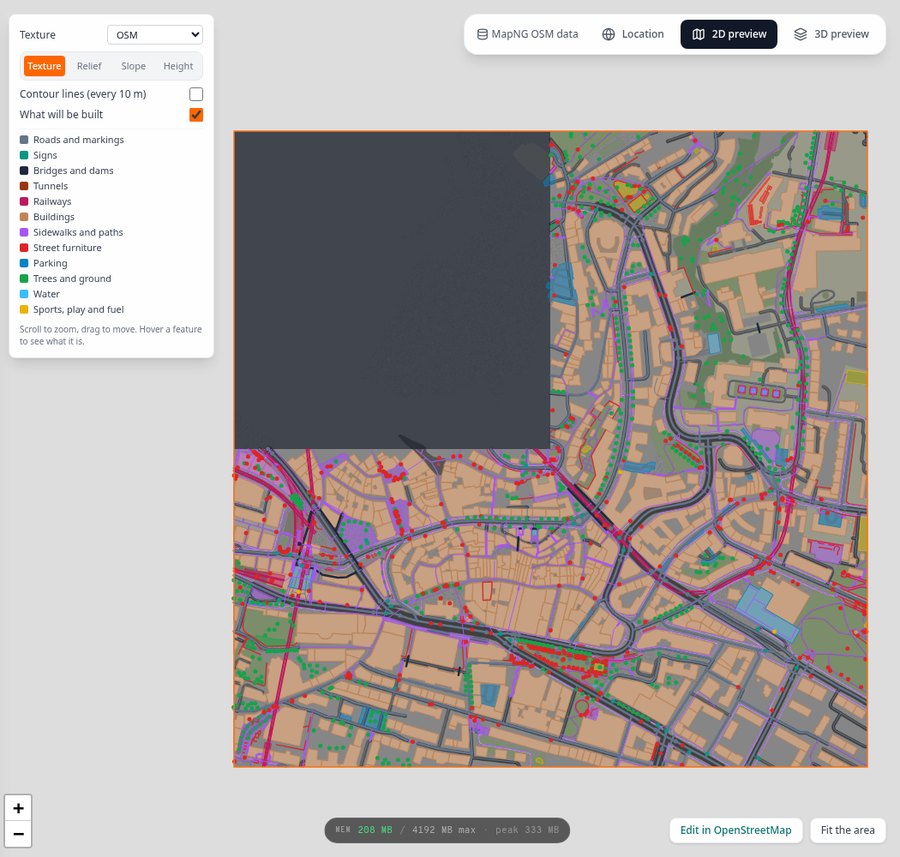 Texture
OSM
MapNG OSM data
Location
2D preview
3D preview
Texture
Relief
Slope
Height
Contour lines (every 10 m)
What will be built
Roads and markings
Signs
Bridges and dams
Tunnels
Railways
Buildings
Sidewalks and paths
Street furniture
Parking
Trees and ground
Water
Sports, play and fuel
Scroll to zoom, drag to move. Hover a feature
to see what it is.
+
−
MEM 208 MB / 4192 MB max · peak 333 MB
Edit in OpenStreetMap
Fit the area